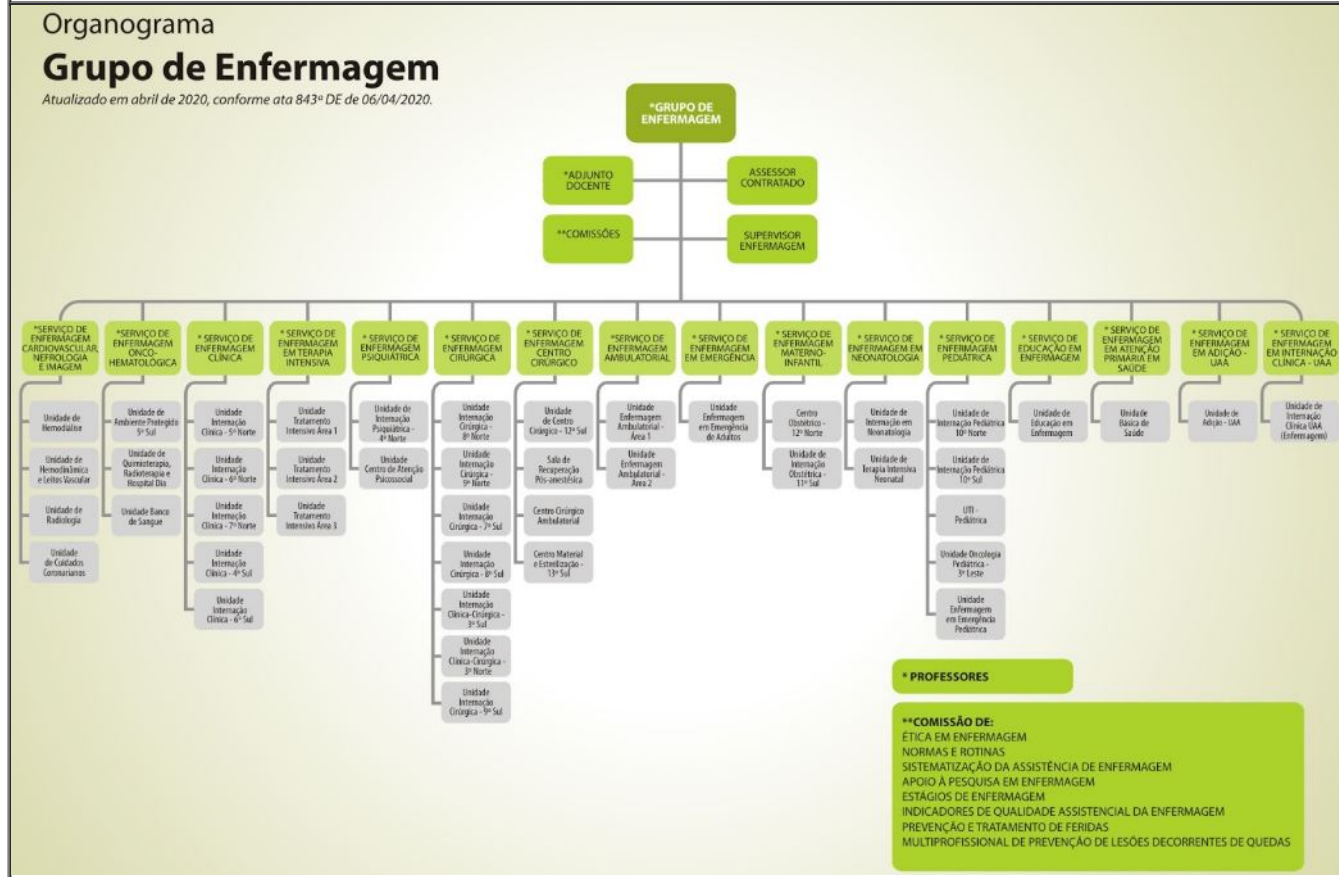 Organograma
Grupo de Enfermagem
Atualizado em abril de 2020, conforme ata 843º DE de 06/04/2020.
*GRUPO DE
ENFERMAGEM
*ADJUNTO
DOCENTE
ASSESSOR
CONTRATADO
**COMISSÕES
SUPERVISOR
ENFERMAGEM
*SERVIÇO DE
ENFERMAGEM
CARDIOVASCULAR,
NEFROLOGIA
E IMAGEM
Unidade de
Hemodiálise
Unidade de
Hemodinâmica
e Leitos Vascular
Unidade de
Radiologia
Unidade
de Cuidados
Coronarianos
*SERVIÇO DE
ENFERMAGEM
ONCO-
HEMATOLÓGICA
Unidade de
Ambiente Protegido
5º Sul
Unidade de
Quimioterapia,
Radioterapia e
Hospital Dia
Unidade Banco
de Sangue
* SERVIÇO DE
ENFERMAGEM
CLÍNICA
Unidade
Internação
Clínica - 5º Norte
Unidade
Internação
Clínica - 6º Norte
Unidade
Internação
Clínica - 7º Norte
Unidade
Internação
Clínica - 4º Sul
Unidade
Internação
Clínica - 6º Sul
* SERVIÇO DE
ENFERMAGEM
EM TERAPIA
INTENSIVA
Unidade
Tratamento
Intensivo Área 1
Unidade
Tratamento
Intensivo Área 2
Unidade
Tratamento
Intensivo Área 3
* SERVIÇO DE
ENFERMAGEM
PSIQUIÁTRICA
Unidade de
Internação
Psiquiátrica -
4º Norte
Unidade
Centro de Atenção
Psicossocial
* SERVIÇO DE
ENFERMAGEM
CIRÚRGICA
Unidade
Internação
Cirúrgica -
8º Norte
Unidade
Internação
Cirúrgica -
9º Norte
Unidade
Internação
Cirúrgica - 7º Sul
Unidade
Internação
Cirúrgica - 8º Sul
Unidade
Internação
Clínica-Cirúrgica -
3º Sul
Unidade
Internação
Clínica-Cirúrgica -
3º Norte
Unidade
Internação
Cirúrgica - 9º Sul
* SERVIÇO DE
ENFERMAGEM
CENTRO
CIRÚRGICO
Unidade
de Centro
Cirúrgico - 12º Sul
Sala de
Recuperação
Pós-anestésica
Centro Cirúrgico
Ambulatorial
Centro Material
e Esterilização -
13º Sul
*SERVIÇO DE
ENFERMAGEM
AMBULATORIAL
Unidade
Enfermagem
Ambulatorial -
Área 1
Unidade
Enfermagem
Ambulatorial -
Área 2
* SERVIÇO DE
ENFERMAGEM
EM EMERGÊNCIA
Unidade
Enfermagem
em Emergência
de Adultos
* SERVIÇO DE
ENFERMAGEM
MATERNO-
INFANTIL
Centro
Obstétrico -
12º Norte
Unidade de
Internação
Obstétrica -
11º Sul
* SERVIÇO DE
ENFERMAGEM EM
NEONATOLOGIA
Unidade de
Internação em
Neonatologia
Unidade de
Terapia Intensiva
Neonatal
* SERVIÇO DE
ENFERMAGEM
PEDIÁTRICA
Unidade de
Internação Pediátrica
10º Norte
Unidade de
Internação Pediátrica
10º Sul
UTI -
Pediátrica
Unidade Oncologia
Pediátrica -
3º Leste
Unidade
Enfermagem
em Emergência
Pediátrica
* SERVIÇO DE
EDUCAÇÃO EM
ENFERMAGEM
Unidade de
Educação em
Enfermagem
* SERVIÇO DE
ENFERMAGEM
EM ATENÇÃO
PRIMÁRIA EM
SAÚDE
Unidade
Básica de
Saúde
* SERVIÇO DE
ENFERMAGEM
EM ADIÇÃO -
UAA
Unidade de
Adição - UAA
* SERVIÇO DE
ENFERMAGEM
EM INTERNAÇÃO
CLÍNICA - UAA
Unidade de
Internação
Clínica UAA
(Enfermagem)
* PROFESSORES
**COMISSÃO DE:
ÉTICA EM ENFERMAGEM
NORMAS E ROTINAS
SISTEMATIZAÇÃO DA ASSISTÊNCIA DE ENFERMAGEM
APOIO À PESQUISA EM ENFERMAGEM
ESTÁGIOS DE ENFERMAGEM
INDICADORES DE QUALIDADE ASSISTENCIAL DA ENFERMAGEM
PREVENÇÃO E TRATAMENTO DE FERIDAS
MULTIPROFISSIONAL DE PREVENÇÃO DE LESÕES DECORRENTES DE QUEDAS